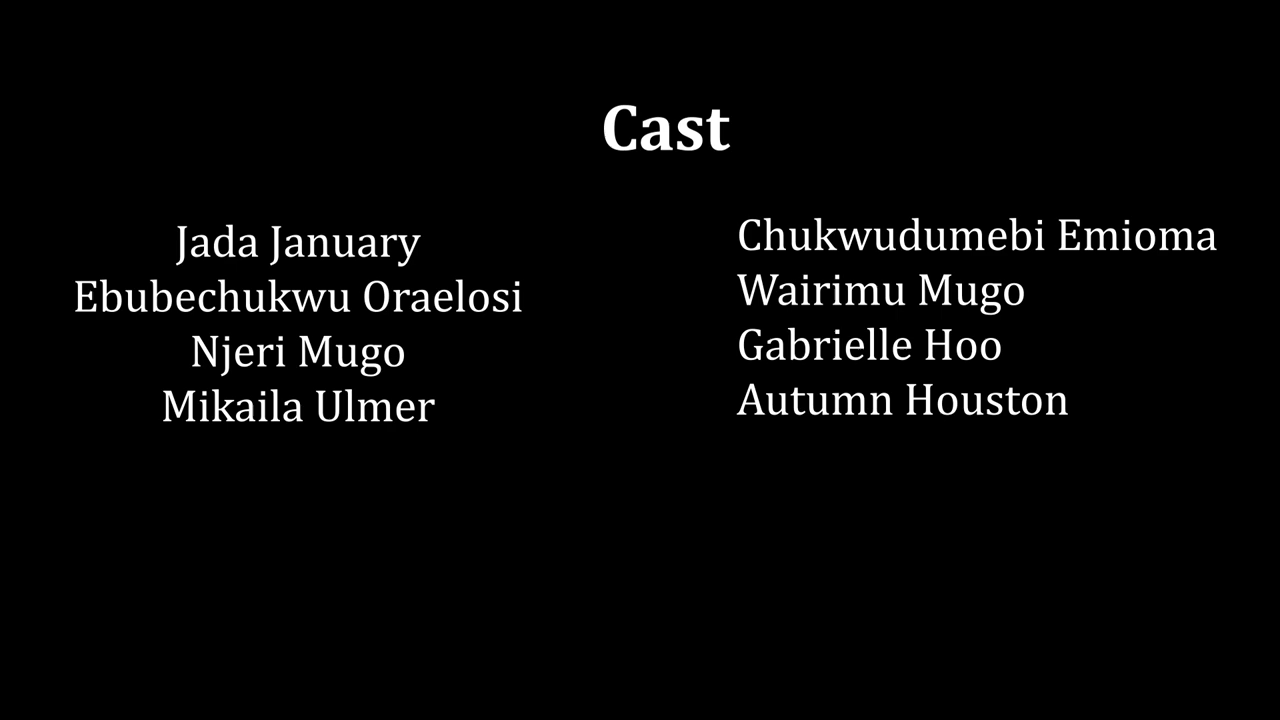 Cast
Jada January
Ebubechukwu Oraelosi
Njeri Mugo
Mikaila Ulmer
Chukwudumebi Emioma
Wairimu Mugo
Gabrielle Hoo
Autumn Houston